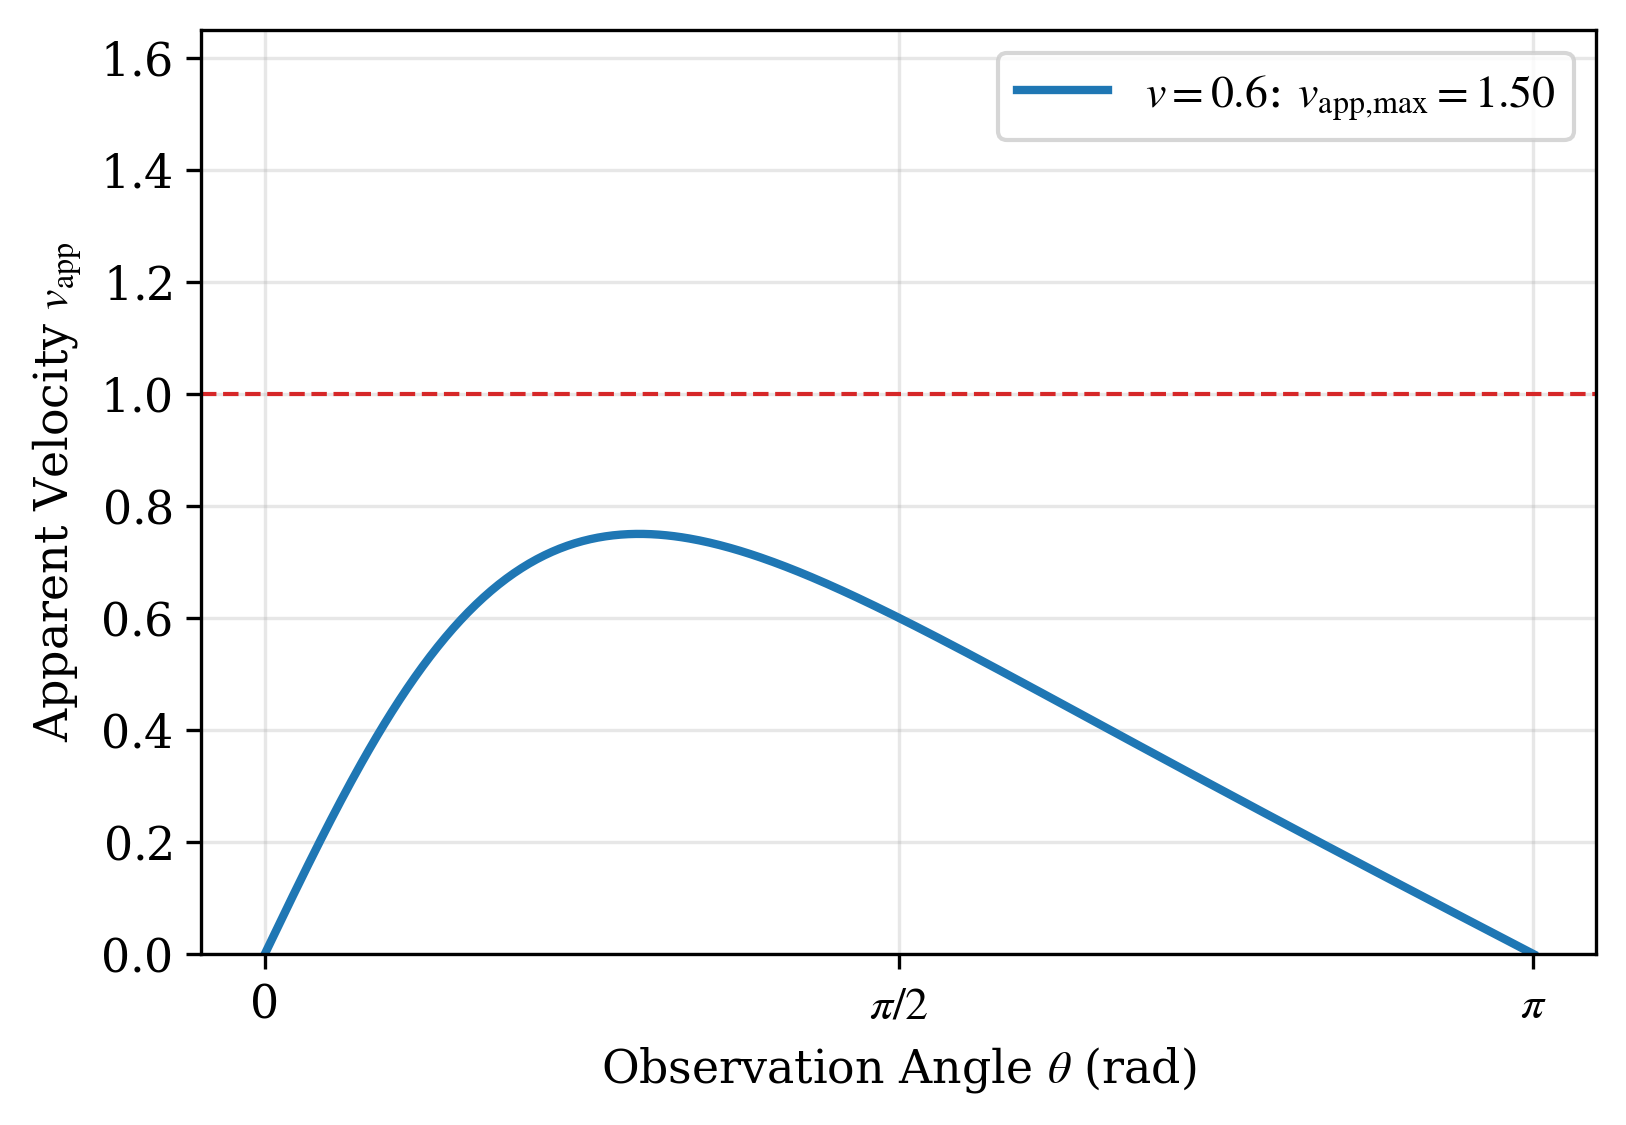 v = 0.6: v_app,max = 1.50
Apparent Velocity v_app
1.6
1.4
1.2
1.0
0.8
0.6
0.4
0.2
0.0
0
π/2
π
Observation Angle θ (rad)